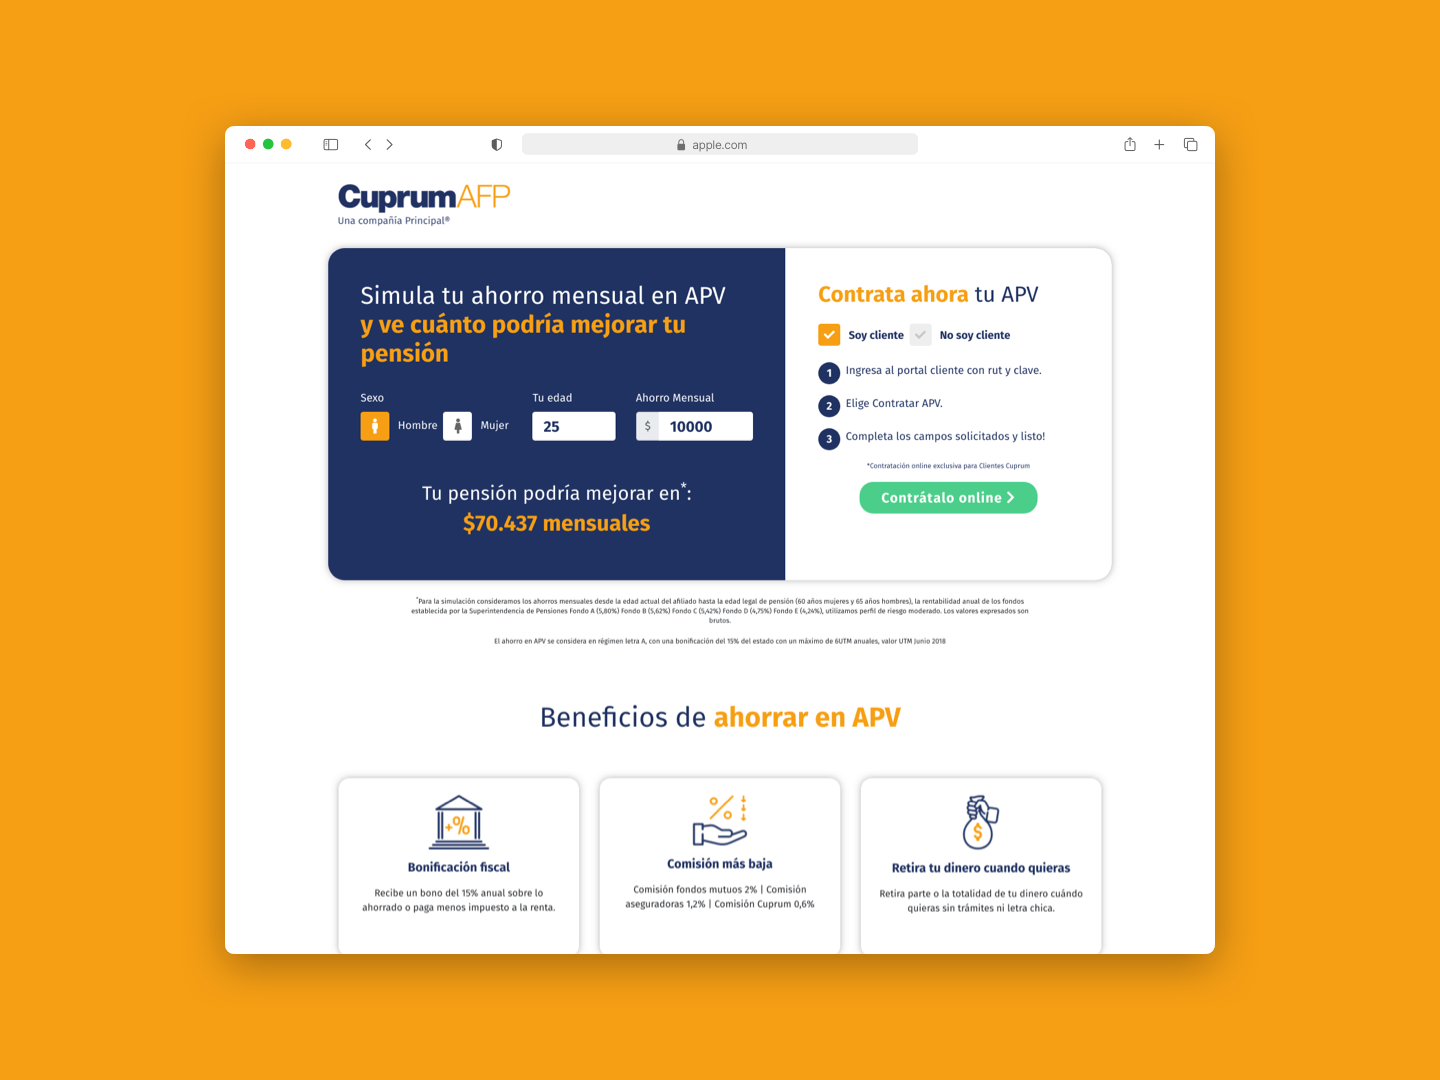 apple.com
CuprumAFP
Una compañía Principal®
Simula tu ahorro mensual en APV
y ve cuánto podría mejorar tu
pensión
Sexo
Hombre
Mujer
Tu edad
25
Ahorro Mensual
$ 10000
Tu pensión podría mejorar en*:
$70.437 mensuales
Contrata ahora tu APV
Soy cliente
No soy cliente
1 Ingresa al portal cliente con rut y clave.
2 Elige Contratar APV.
3 Completa los campos solicitados y listo!
*Contratación online exclusiva para Clientes Cuprum
Contrátalo online
*Para la simulación consideramos los ahorros mensuales desde la edad actual del afiliado hasta la edad legal de pensión (60 años mujeres y 65 años hombres), la rentabilidad anual de los fondos
establecida por la Superintendencia de Pensiones Fondo A (5,80%) Fondo B (5,62%) Fondo C (5,42%) Fondo D (4,75%) Fondo E (4,24%), utilizamos perfil de riesgo moderado. Los valores expresados son
brutos.
El ahorro en APV se considera en régimen letra A, con una bonificación del 15% del estado con un máximo de 6UTM anuales, valor UTM Junio 2018
Beneficios de ahorrar en APV
+%
Bonificación fiscal
Recibe un bono del 15% anual sobre lo
ahorrado o paga menos impuesto a la renta.
%
Comisión más baja
Comisión fondos mutuos 2% | Comisión
aseguradoras 1,2% | Comisión Cuprum 0,6%
$
Retira tu dinero cuando quieras
Retira parte o la totalidad de tu dinero cuándo
quieras sin trámites ni letra chica.